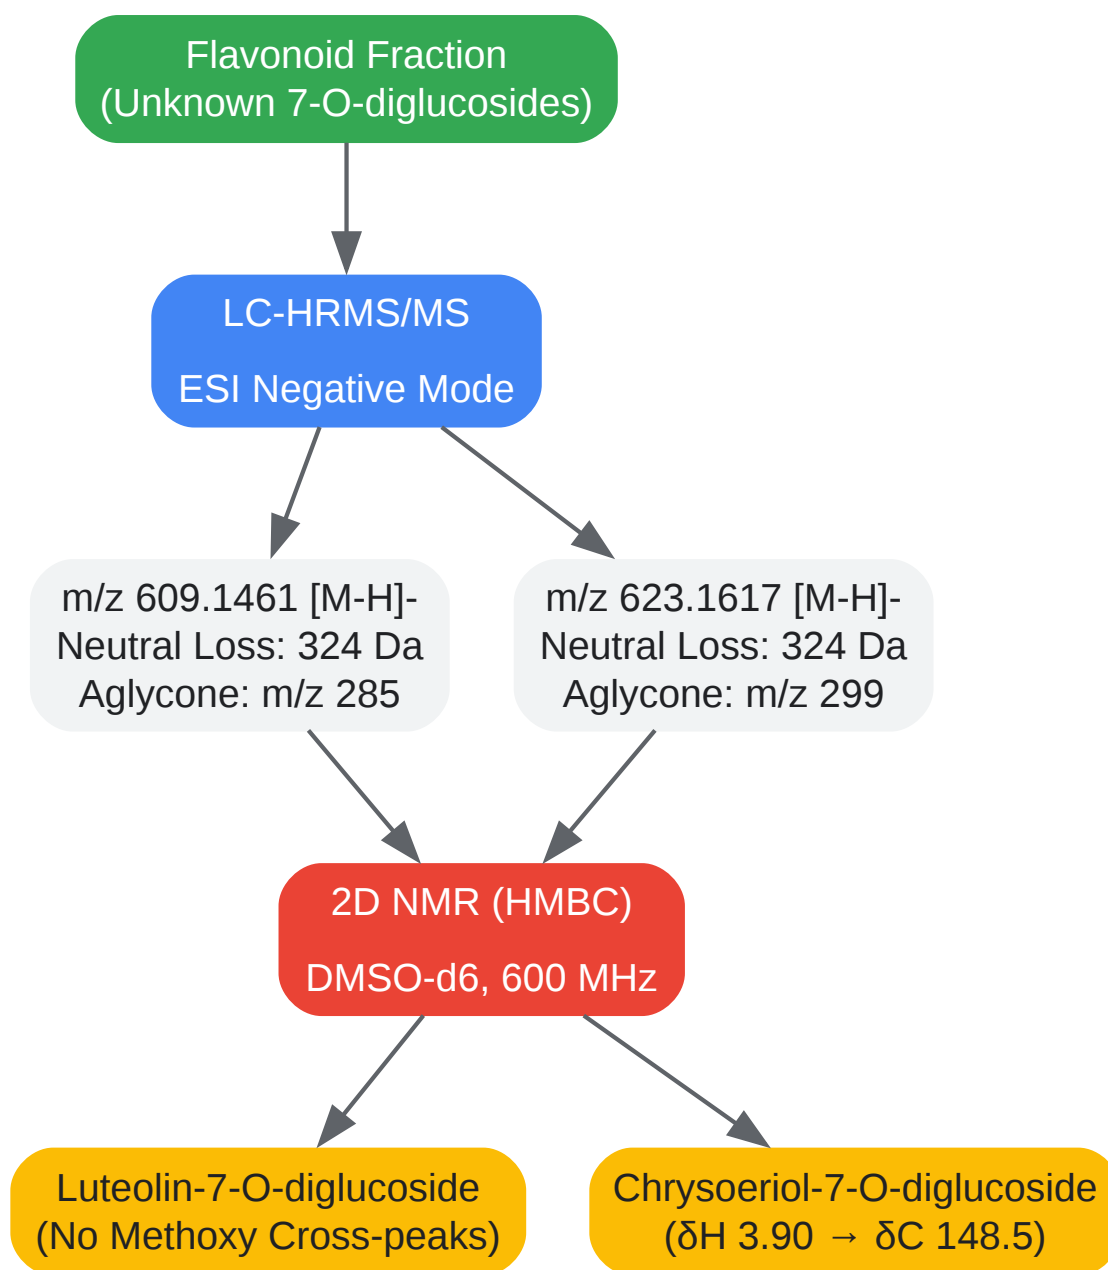 Flavonoid Fraction
(Unknown 7-O-diglucosides)
LC-HRMS/MS
ESI Negative Mode
m/z 609.1461 [M-H]-
Neutral Loss: 324 Da
Aglycone: m/z 285
m/z 623.1617 [M-H]-
Neutral Loss: 324 Da
Aglycone: m/z 299
2D NMR (HMBC)
DMSO-d6, 600 MHz
Luteolin-7-O-diglucoside
(No Methoxy Cross-peaks)
Chrysoeriol-7-O-diglucoside
(δH 3.90 → δC 148.5)